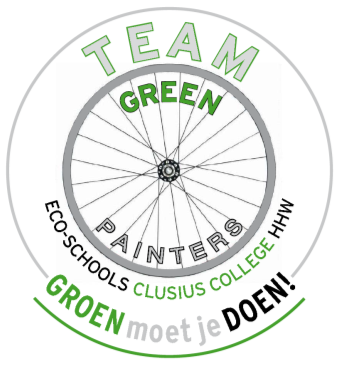 TEAM
GREEN
PAINTERS
ECO-SCHOOLS CLUSIUS COLLEGE HHW
GROEN moet je DOEN!